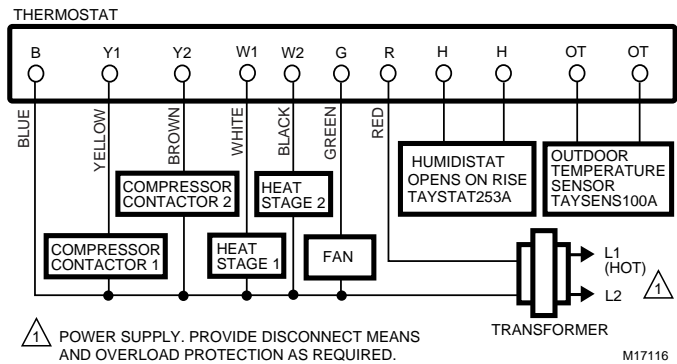 THERMOSTAT
B Y1 Y2 W1 W2 G R H H OT OT
BLUE
YELLOW
BROWN
WHITE
BLACK
GREEN
RED
HUMIDISTAT
OPENS ON RISE
TAYSTAT253A
OUTDOOR
TEMPERATURE
SENSOR
TAYSENS100A
COMPRESSOR
CONTACTOR 2
HEAT
STAGE 2
COMPRESSOR
CONTACTOR 1
HEAT
STAGE 1
FAN
L1
(HOT)
L2
1
TRANSFORMER
1 POWER SUPPLY. PROVIDE DISCONNECT MEANS
AND OVERLOAD PROTECTION AS REQUIRED.
M17116